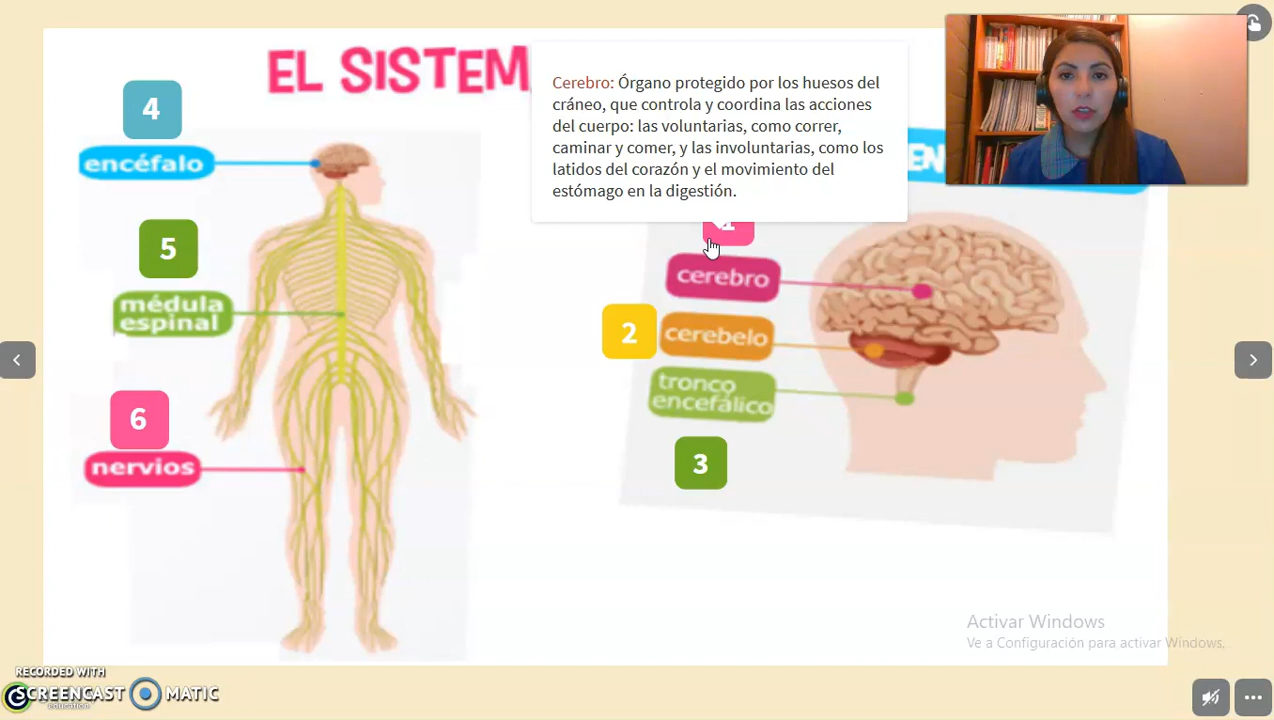 EL SISTEM
Cerebro: Órgano protegido por los huesos del
cráneo, que controla y coordina las acciones
del cuerpo: las voluntarias, como correr,
caminar y comer, y las involuntarias, como los
latidos del corazón y el movimiento del
estómago en la digestión.
4
encéfalo
5
médula
espinal
6
nervios
1
cerebro
2
cerebelo
tronco
encefálico
3
Activar Windows
Ve a Configuración para activar Windows.
RECORDED WITH
SCREENCAST MATIC